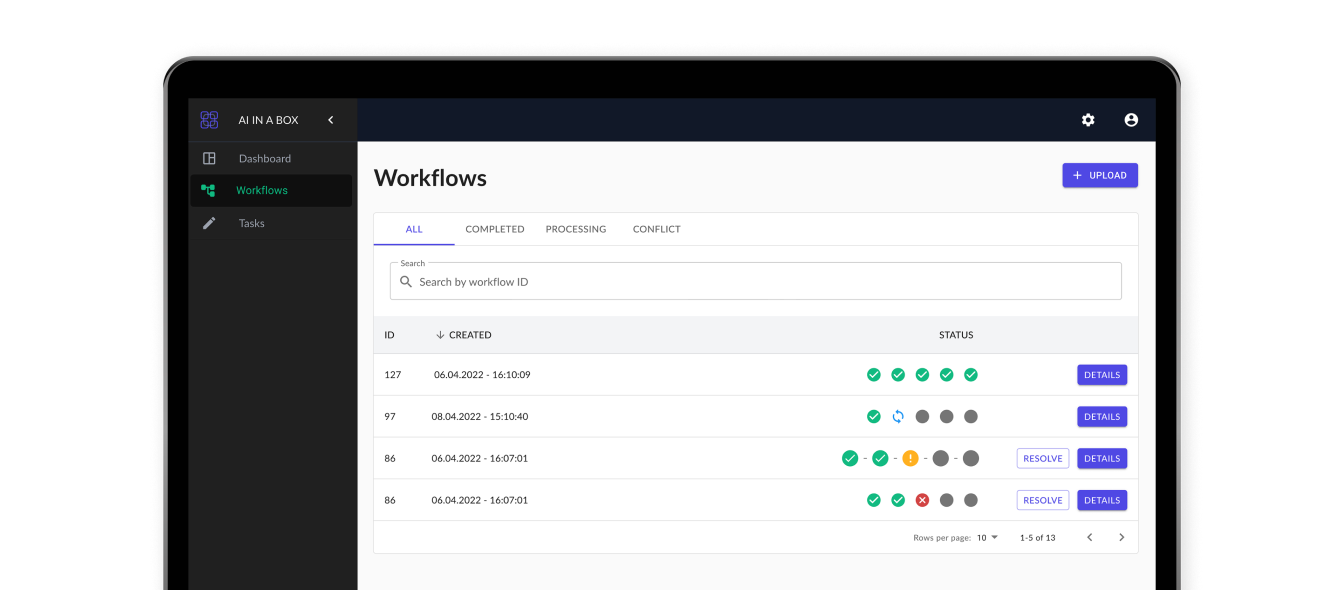 AI IN A BOX
Dashboard
Workflows
Tasks
Workflows
UPLOAD
ALL COMPLETED PROCESSING CONFLICT
Search
Search by workflow ID
ID CREATED STATUS
127 06.04.2022 - 16:10:09 DETAILS
97 08.04.2022 - 15:10:40 DETAILS
86 06.04.2022 - 16:07:01 RESOLVE DETAILS
86 06.04.2022 - 16:07:01 RESOLVE DETAILS
Rows per page: 10 1-5 of 13